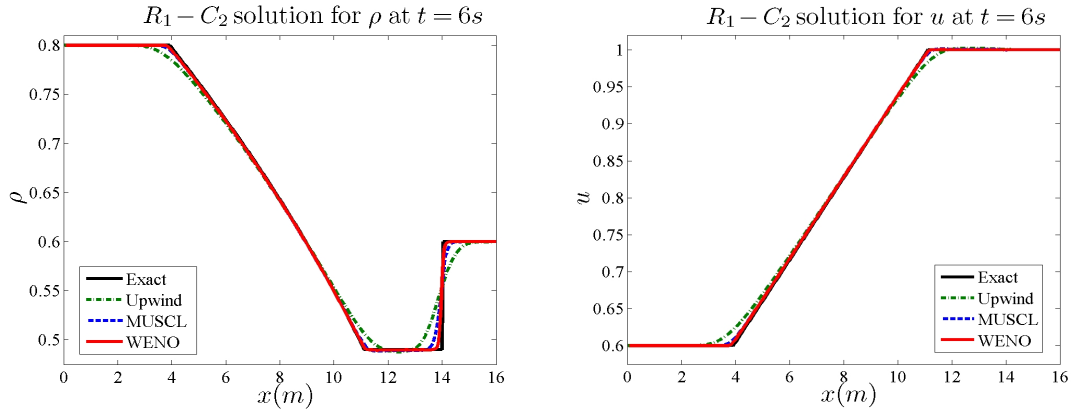 R₁ − C₂ solution for ρ at t = 6s
0.8
0.75
0.7
0.65
0.6
0.55
0.5
ρ
0 2 4 6 8 10 12 14 16
x(m)
Exact
Upwind
MUSCL
WENO
R₁ − C₂ solution for u at t = 6s
1
0.95
0.9
0.85
0.8
0.75
0.7
0.65
0.6
u
0 2 4 6 8 10 12 14 16
x(m)
Exact
Upwind
MUSCL
WENO